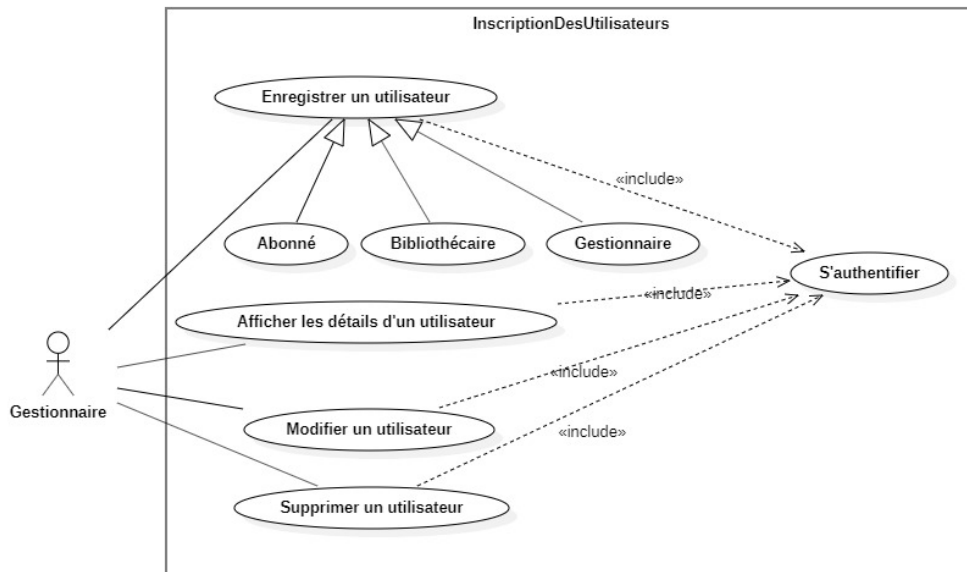 InscriptionDesUtilisateurs
Enregistrer un utilisateur
«include»
Abonné
Bibliothécaire
Gestionnaire
S'authentifier
«include»
Afficher les détails d'un utilisateur
Gestionnaire
«include»
Modifier un utilisateur
«include»
Supprimer un utilisateur